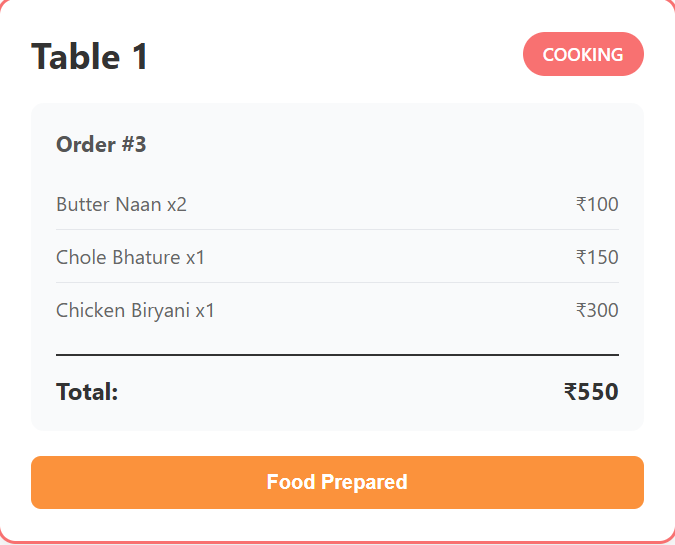 Table 1 COOKING
Order #3
Butter Naan x2 ₹100
Chole Bhature x1 ₹150
Chicken Biryani x1 ₹300
Total: ₹550
Food Prepared